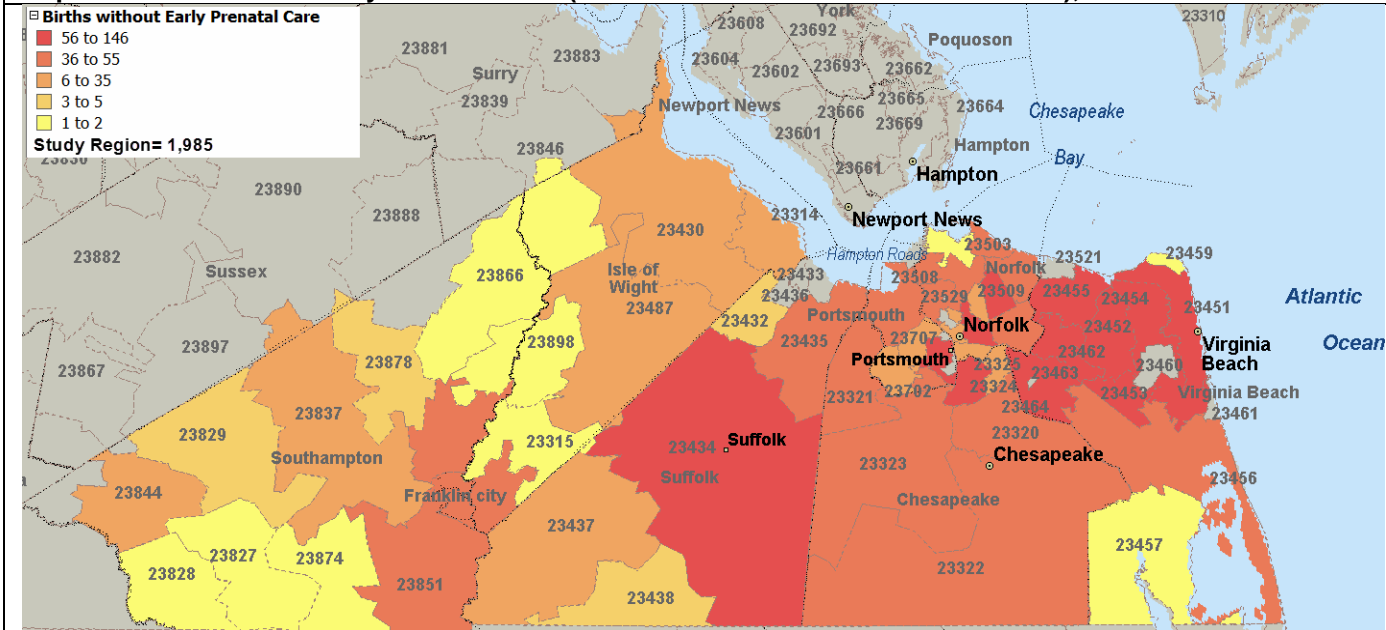 Births without Early Prenatal Care
56 to 146
36 to 55
6 to 35
3 to 5
1 to 2
Study Region= 1,985
York
23608
23692
23310
23881
23883
Poquoson
23604
23602
23693
23662
Surry
23839
Newport News
23665
23664
23666
Chesapeake
23669
23601
Hampton
23846
Bay
23661
Hampton
23890
23888
23314
Newport News
23430
23503
23882
Hampton Roads
23521
23459
Sussex
23866
Isle of
Wight
23433
23508
Norfolk
23436
23529
23509
23455
23454
Atlantic
23487
23451
Portsmouth
23432
Norfolk
23452
Ocean
23897
23898
23435
23707
Virginia
Beach
Portsmouth
23462
23878
23325
23460
23867
23463
23324
23702
23453
Virginia Beach
23321
23464
23837
23461
23829
23315
23434
Suffolk
23320
Southampton
Chesapeake
23323
Suffolk
23456
23844
Franklin city
Chesapeake
23437
23827
23874
23457
23828
23851
23322
23438